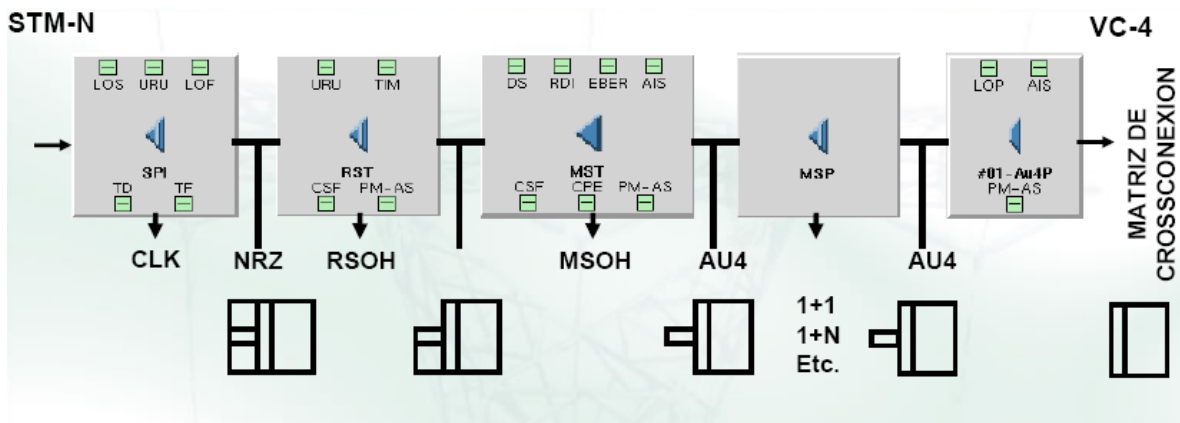 STM-N
VC-4
LOS URU LOF
SPI
TD TF
URU TIM
RST
CSF PM-AS
DS RDI EBER AIS
MST
CSF CPE PM-AS
MSP
LOP AIS
#01-Au4P
PM-AS
MATRIZ DE
CROSSCONEXION
CLK NRZ RSOH MSOH AU4 AU4
1+1
1+N
Etc.